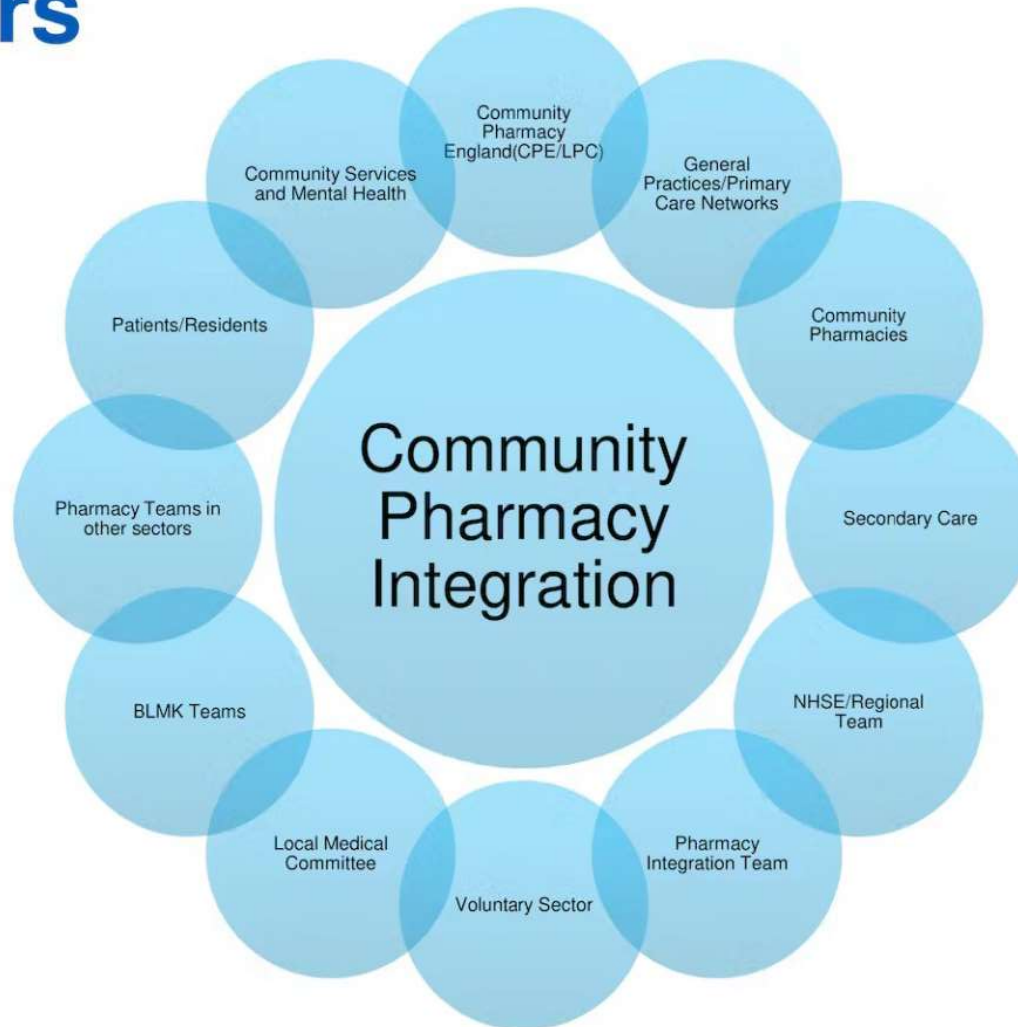 rs
Community
Pharmacy
England(CPE/LPC)
General
Practices/Primary
Care Networks
Community
Pharmacies
Secondary Care
NHSE/Regional
Team
Pharmacy
Integration Team
Voluntary Sector
Local Medical
Committee
BLMK Teams
Pharmacy Teams in
other sectors
Patients/Residents
Community Services
and Mental Health
Community
Pharmacy
Integration